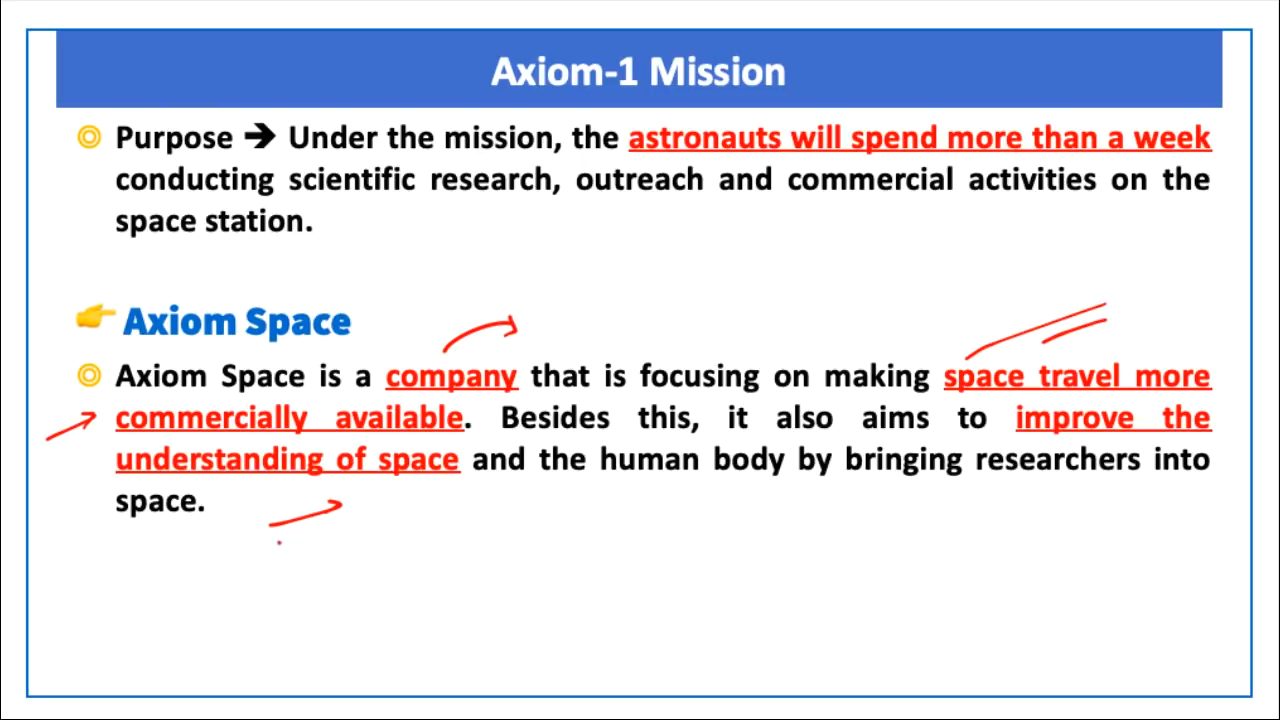 Axiom-1 Mission
Purpose ➔ Under the mission, the astronauts will spend more than a week
conducting scientific research, outreach and commercial activities on the
space station.
Axiom Space
Axiom Space is a company that is focusing on making space travel more
commercially available. Besides this, it also aims to improve the
understanding of space and the human body by bringing researchers into
space.